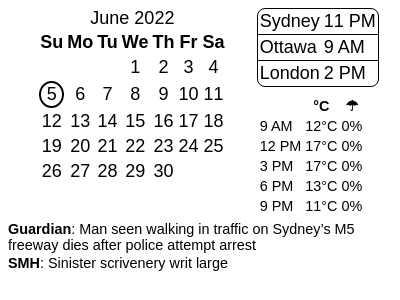 June 2022
Su Mo Tu We Th Fr Sa
1 2 3 4
5 6 7 8 9 10 11
12 13 14 15 16 17 18
19 20 21 22 23 24 25
26 27 28 29 30
Sydney 11 PM
Ottawa 9 AM
London 2 PM
°C ☂
9 AM 12°C 0%
12 PM 17°C 0%
3 PM 17°C 0%
6 PM 13°C 0%
9 PM 11°C 0%
Guardian: Man seen walking in traffic on Sydney’s M5
freeway dies after police attempt arrest
SMH: Sinister scrivenery writ large